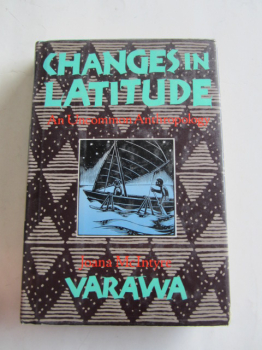 CHANGES IN
LATITUDE
An Uncommon Anthropology
Joana McIntyre
VARAWA